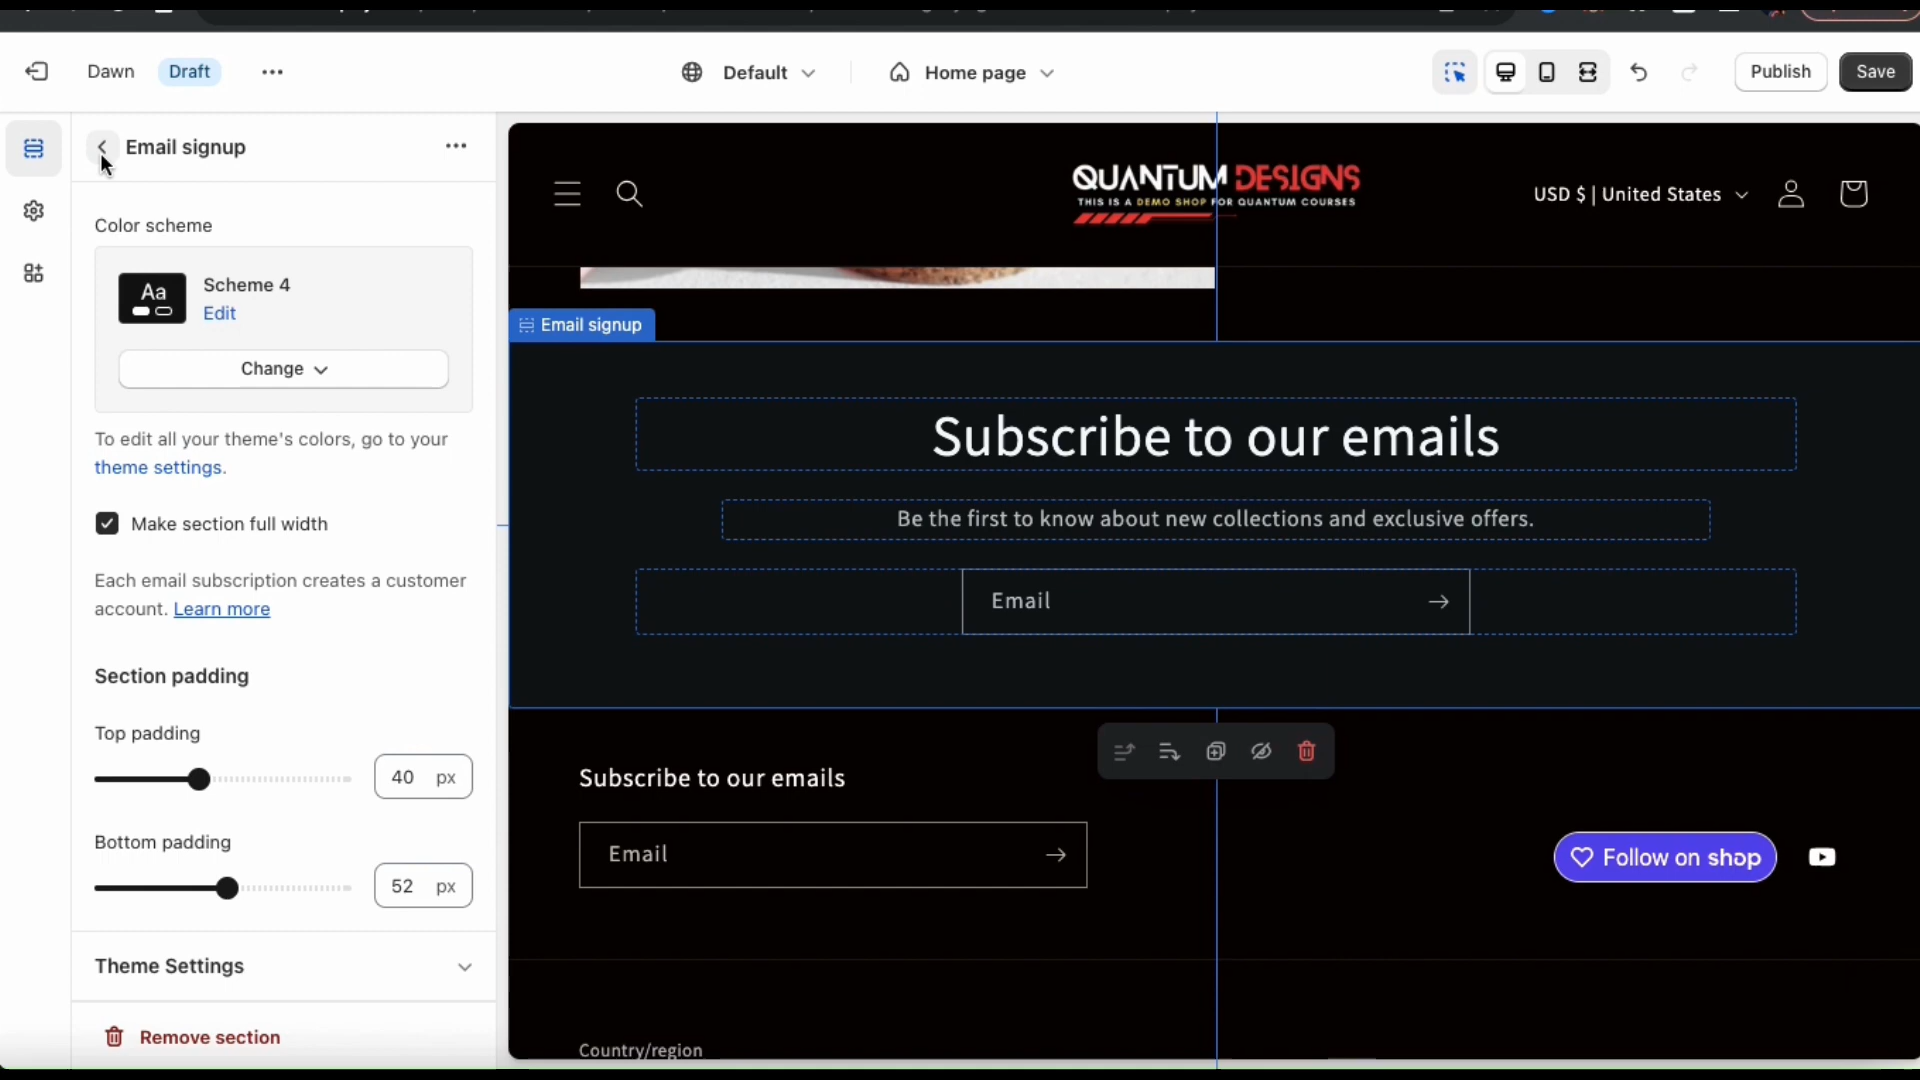 Dawn
Draft
Default
Home page
Publish
Save
Email signup
Color scheme
Aa
Scheme 4
Edit
Change
To edit all your theme's colors, go to your
theme settings.
Make section full width
Each email subscription creates a customer
account. Learn more
Section padding
Top padding
40 px
Bottom padding
52 px
Theme Settings
Remove section
QUANTUM DESIGNS
THIS IS A DEMO SHOP FOR QUANTUM COURSES
USD $ | United States
Email signup
Subscribe to our emails
Be the first to know about new collections and exclusive offers.
Email
Subscribe to our emails
Email
Follow on shop
Country/region